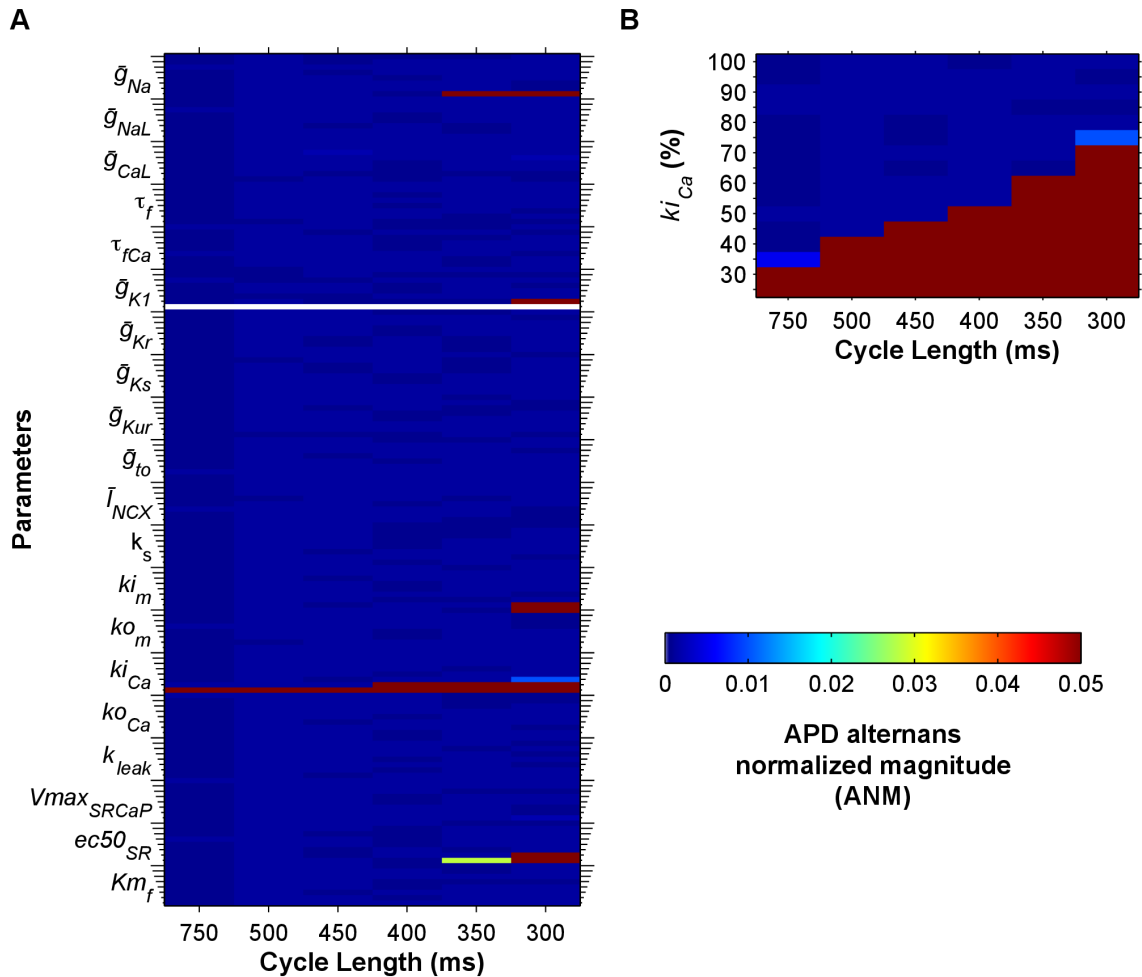 A
B
Parameters
ḡNa
ḡNaL
ḡCaL
τf
τfCa
ḡK1
ḡKr
ḡKs
ḡKur
ḡto
ĪNCX
ks
kim
kom
kiCa
koCa
kleak
VmaxSRCaP
ec50SR
Kmf
750 500 450 400 350 300
Cycle Length (ms)
kiCa (%)
100
90
80
70
60
50
40
30
750 500 450 400 350 300
Cycle Length (ms)
0 0.01 0.02 0.03 0.04 0.05
APD alternans
normalized magnitude
(ANM)